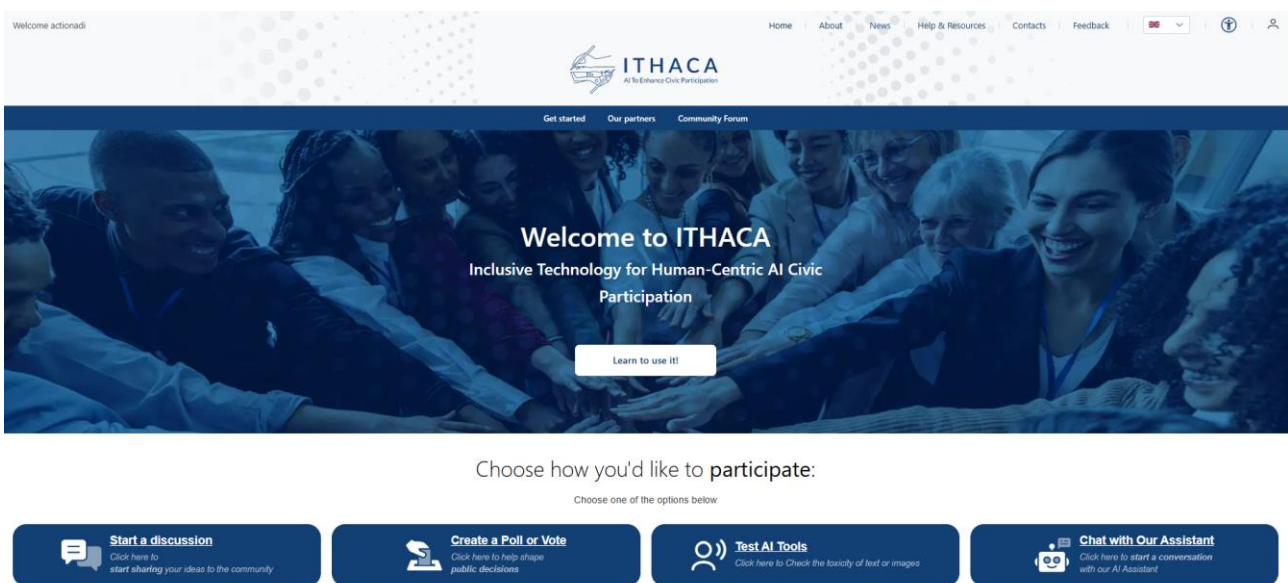 Welcome actionadi
Home About News Help & Resources Contacts Feedback
ITHACA
AI To Enhance Civic Participation
Get started Our partners Community Forum
Welcome to ITHACA
Inclusive Technology for Human-Centric AI Civic
Participation
Learn to use it!
Choose how you'd like to participate:
Choose one of the options below
Start a discussion
Click here to
start sharing your ideas to the community
Create a Poll or Vote
Click here to help shape
public decisions
Test AI Tools
Click here to Check the toxicity of text or images
Chat with Our Assistant
Click here to start a conversation
with our AI Assistant